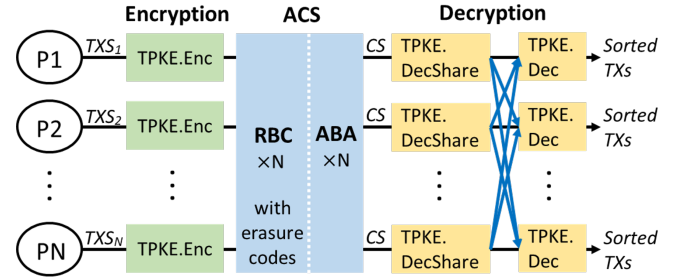 Encryption ACS Decryption
P1 TXS1 TPKE.Enc CS TPKE. DecShare TPKE. Dec Sorted TXs
P2 TXS2 TPKE.Enc CS TPKE. DecShare TPKE. Dec Sorted TXs
RBC ×N with erasure codes
ABA ×N
PN TXSN TPKE.Enc CS TPKE. DecShare TPKE. Dec Sorted TXs